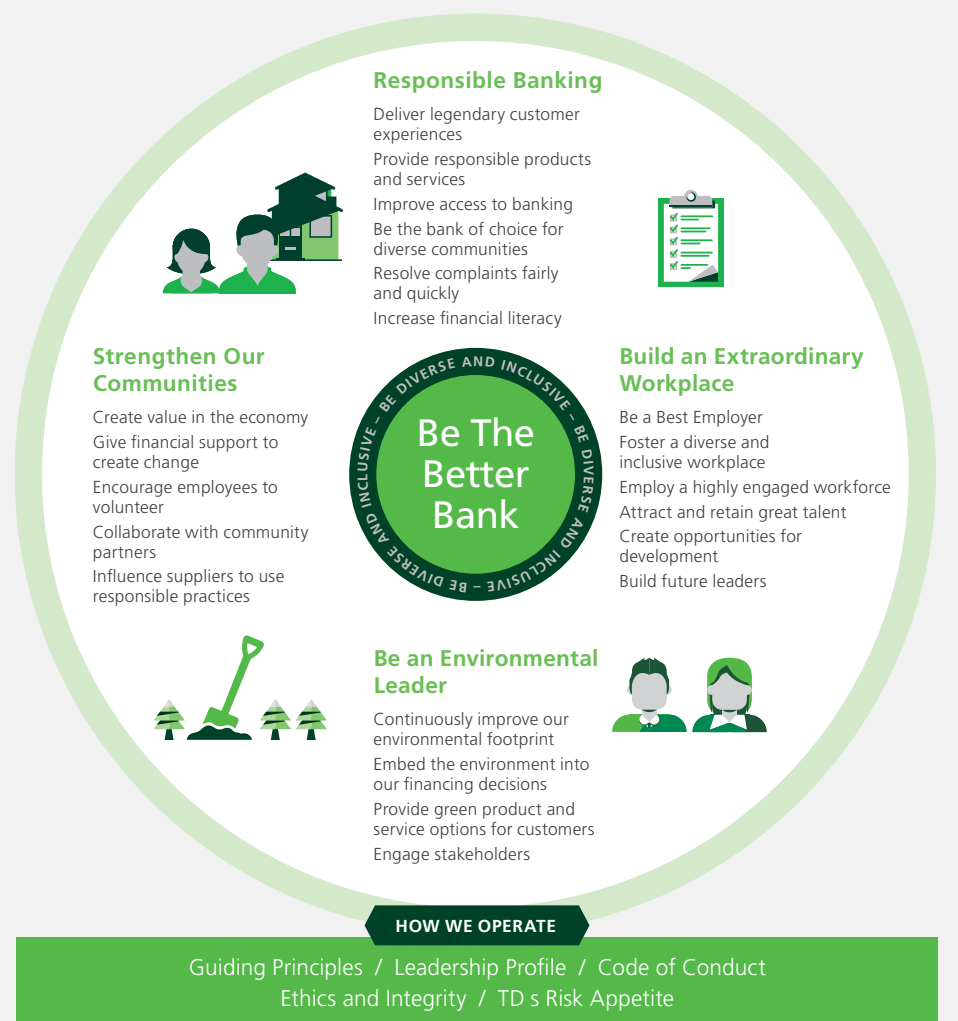 Responsible Banking
Deliver legendary customer
experiences
Provide responsible products
and services
Improve access to banking
Be the bank of choice for
diverse communities
Resolve complaints fairly
and quickly
Increase financial literacy
Strengthen Our
Communities
Create value in the economy
Give financial support to
create change
Encourage employees to
volunteer
Collaborate with community
partners
Influence suppliers to use
responsible practices
BE DIVERSE AND INCLUSIVE – BE DIVERSE AND INCLUSIVE – BE DIVERSE AND INCLUSIVE –
Be The
Better
Bank
Build an Extraordinary
Workplace
Be a Best Employer
Foster a diverse and
inclusive workplace
Employ a highly engaged workforce
Attract and retain great talent
Create opportunities for
development
Build future leaders
Be an Environmental
Leader
Continuously improve our
environmental footprint
Embed the environment into
our financing decisions
Provide green product and
service options for customers
Engage stakeholders
HOW WE OPERATE
Guiding Principles / Leadership Profile / Code of Conduct
Ethics and Integrity / TD s Risk Appetite